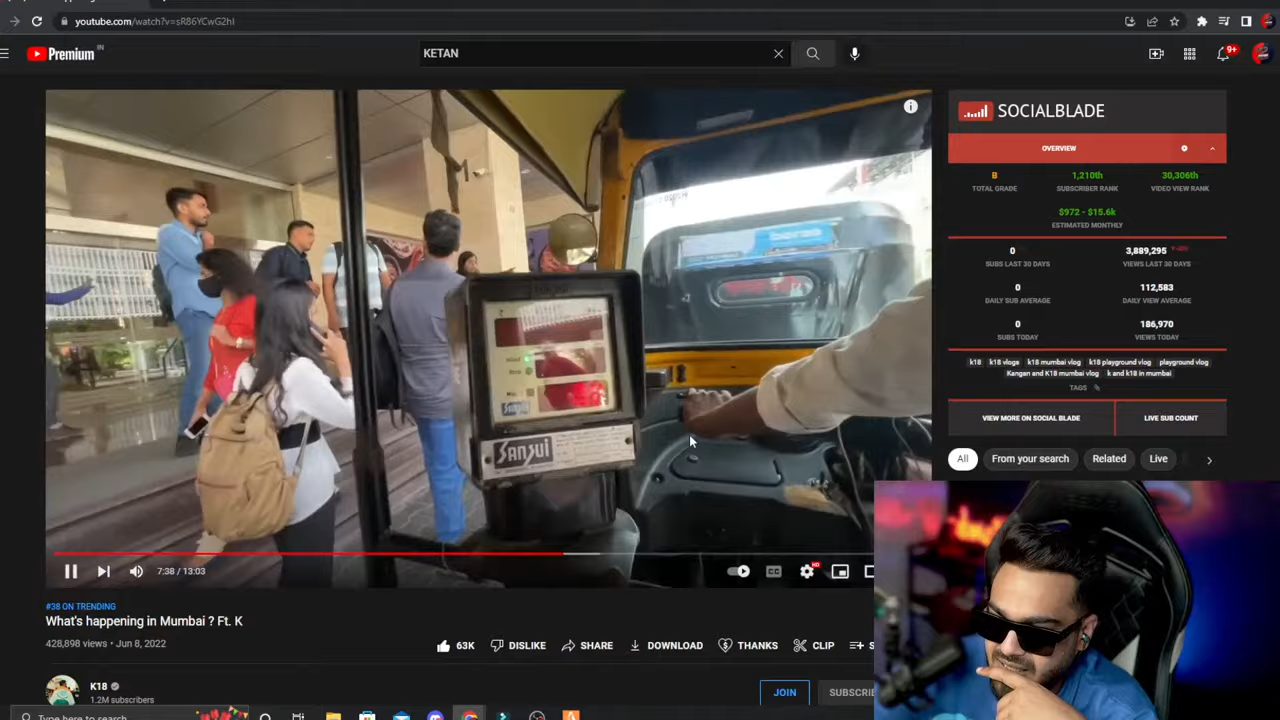 youtube.com/watch?v=sR86YCwG2hI
Premium IN
KETAN
9+
SOCIALBLADE
OVERVIEW
B
1,210th
30,306th
TOTAL GRADE
SUBSCRIBER RANK
VIDEO VIEW RANK
$972 - $15.6k
ESTIMATED MONTHLY
0
3,889,295
SUBS LAST 30 DAYS
VIEWS LAST 30 DAYS
0
112,583
DAILY SUB AVERAGE
DAILY VIEW AVERAGE
0
186,970
SUBS TODAY
VIEWS TODAY
k18 k18 vloga k18 mumbai vlog k18 playground vlog playground vlog
Kangan and K18 mumbai vlog k and k18 in mumbai
TAGS
VIEW MORE ON SOCIAL BLADE
LIVE SUB COUNT
All
From your search
Related
Live
SANSUI
7:38 / 13:03
CC
HD
#38 ON TRENDING
What's happening in Mumbai ? Ft. K
428,898 views • Jun 8, 2022
63K
DISLIKE
SHARE
DOWNLOAD
THANKS
CLIP
K18
1.2M subscribers
JOIN
Type here to search